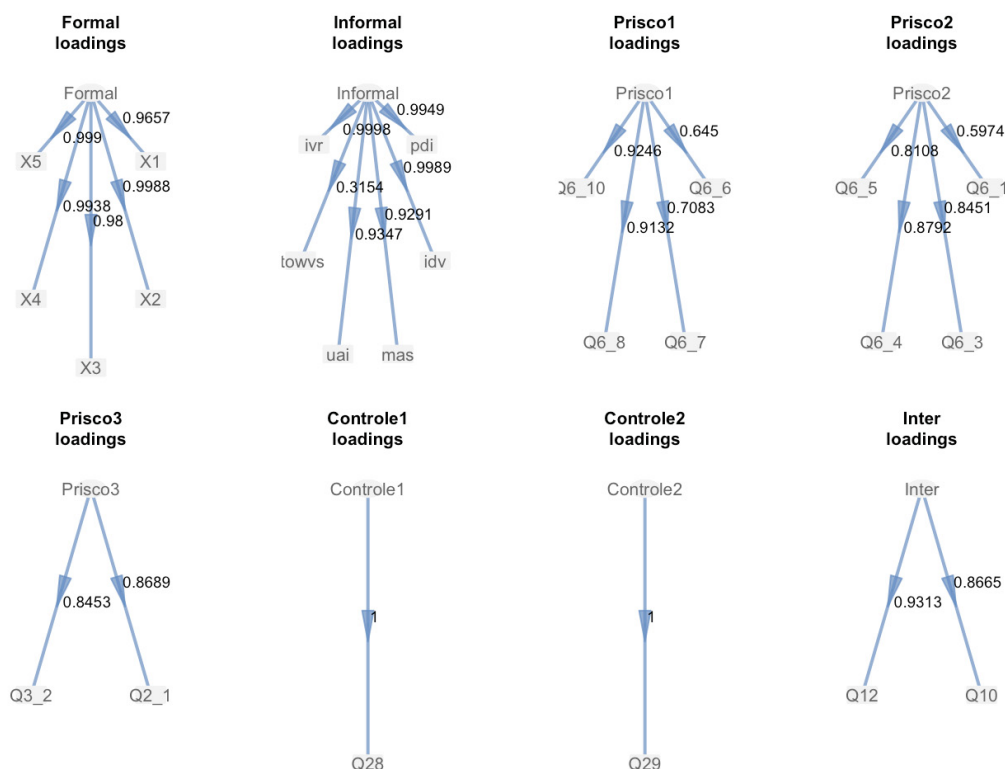 Formal
loadings
Informal
loadings
Prisco1
loadings
Prisco2
loadings
Formal
0.9657
0.999
X5
X1
0.9988
0.9938
0.98
X4
X2
X3
Informal
0.9949
0.9998
ivr
pdi
0.9989
0.3154
0.9291
0.9347
towvs
idv
uai
mas
Prisco1
0.645
0.9246
Q6_10
Q6_6
0.7083
0.9132
Q6_8
Q6_7
Prisco2
0.5974
0.8108
Q6_5
Q6_1
0.8451
0.8792
Q6_4
Q6_3
Prisco3
loadings
Controle1
loadings
Controle2
loadings
Inter
loadings
Prisco3
0.8689
0.8453
Q3_2
Q2_1
Controle1
1
Q28
Controle2
1
Q29
Inter
0.8665
0.9313
Q12
Q10